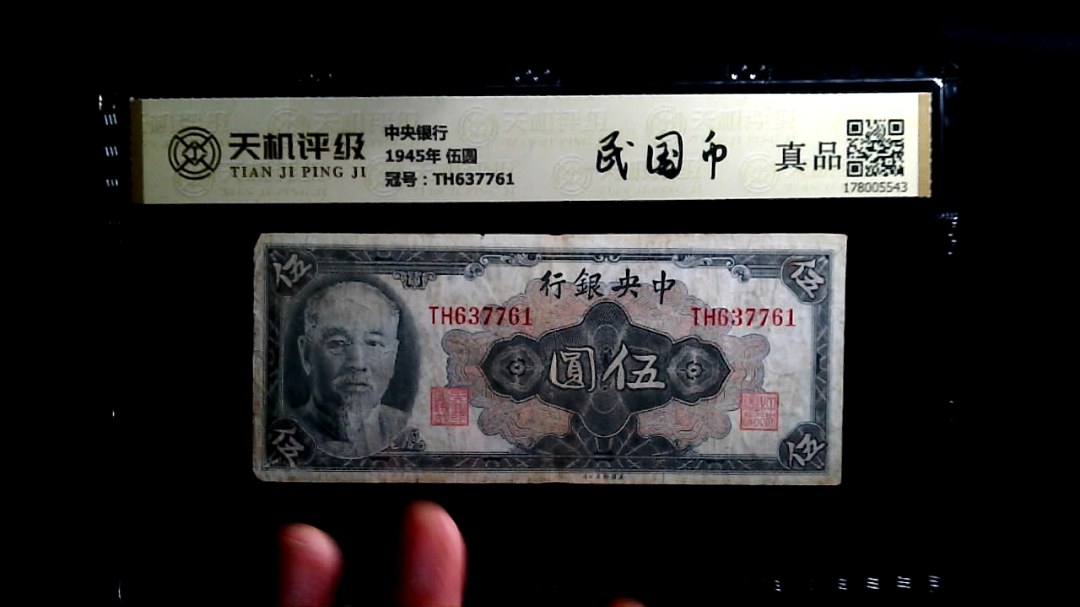 天机评级
TIAN JI PING JI
中央银行
1945年 伍圆
冠号：TH637761
民国币
真品
178005543
伍
伍
行銀央中
TH637761
TH637761
圓伍
伍
伍